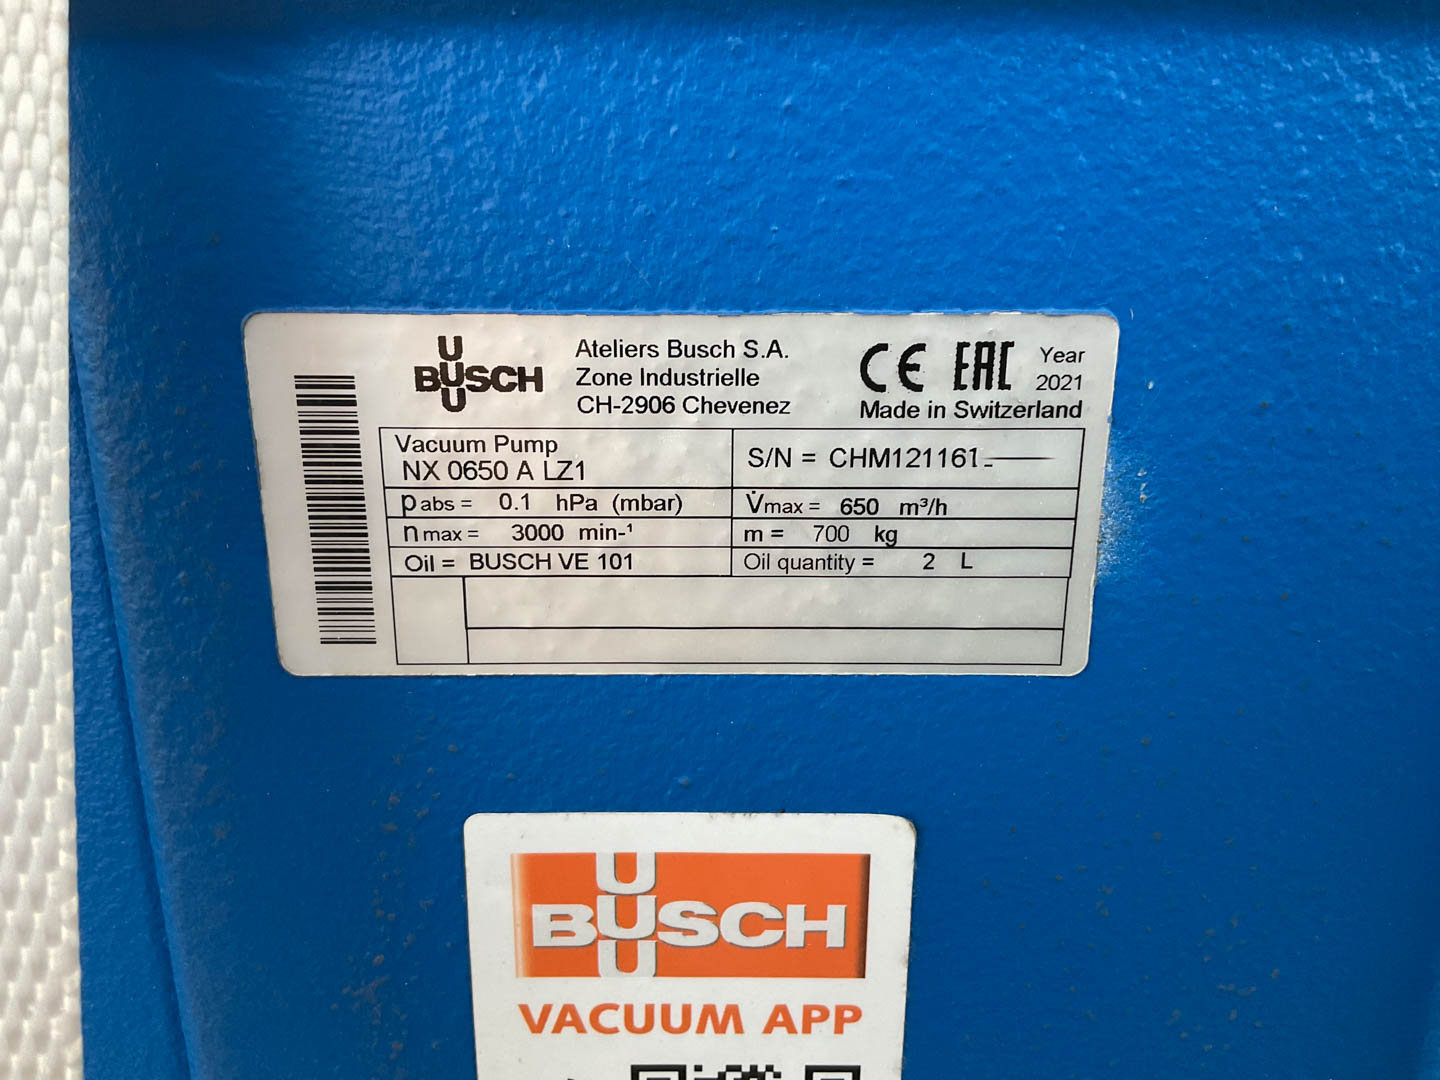 BUSCH
Ateliers Busch S.A.
Zone Industrielle
CH-2906 Chevenez
CE EAC
Year
2021
Made in Switzerland
Vacuum Pump
NX 0650 A LZ1
S/N = CHM121161
p abs = 0.1 hPa (mbar)
V̇max = 650 m³/h
n max = 3000 min-¹
m = 700 kg
Oil = BUSCH VE 101
Oil quantity = 2 L
BUSCH
VACUUM APP